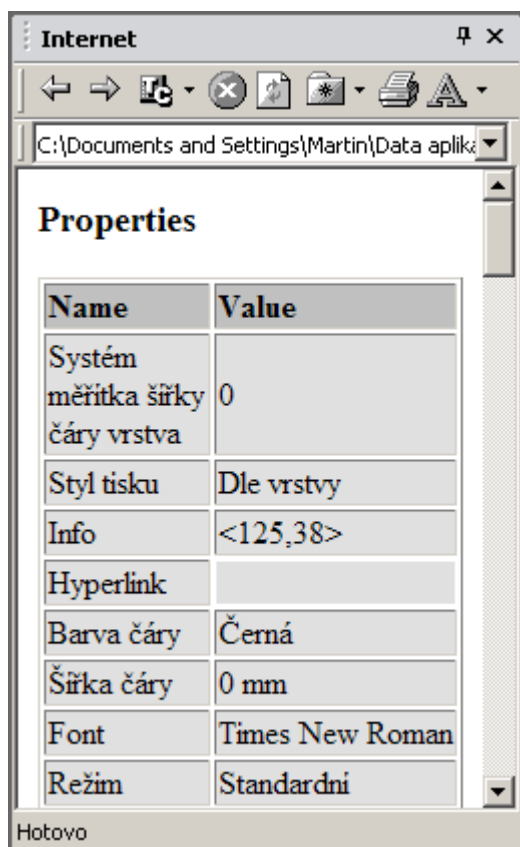 Internet
C:\Documents and Settings\Martin\Data aplika
Properties
Name Value
Systém
měřítka šířky 0
čáry vrstva
Styl tisku Dle vrstvy
Info <125,38>
Hyperlink
Barva čáry Černá
Šířka čáry 0 mm
Font Times New Roman
Režim Standardní
Hotovo